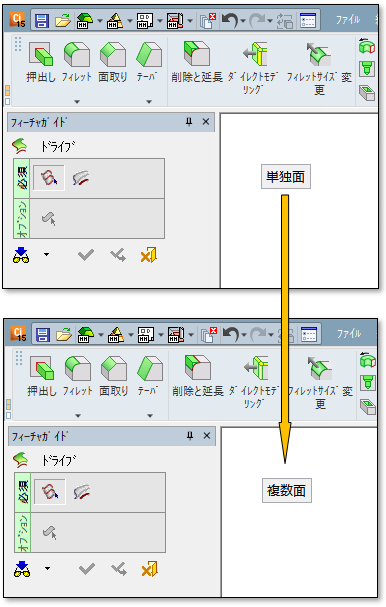 Ci
15
ファイル
押出し フィレット 面取り テーパ 削除と延長 ダイレクトモデ フィレットサイズ 変
リング 更
フィーチャガイド
ドライブ
必須
オプション
単独面
Ci
15
ファイル
押出し フィレット 面取り テーパ 削除と延長 ダイレクトモデ フィレットサイズ 変
リング 更
フィーチャガイド
ドライブ
必須
オプション
複数面